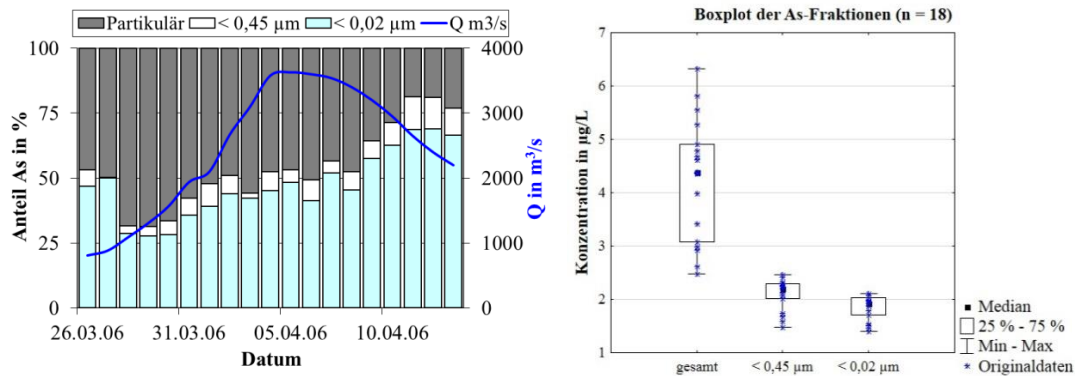 Partikulär < 0,45 µm < 0,02 µm Q m3/s
100
75
50
25
0
Anteil As in %
4000
3000
2000
1000
0
Q in m³/s
26.03.06 31.03.06 05.04.06 10.04.06
Datum
Boxplot der As-Fraktionen (n = 18)
7
6
5
4
3
2
1
Konzentration in µg/L
gesamt < 0,45 µm < 0,02 µm
Median
25 % - 75 %
Min - Max
Originaldaten